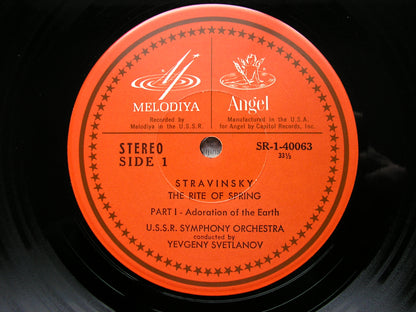 MELODIYA
Recorded by
Melodiya in the U.S.S.R.
Angel
Manufactured in the U.S.A.
for Angel by Capitol Records, Inc.
STEREO
SIDE 1
SR-1-40063
33⅓
STRAVINSKY
THE RITE OF SPRING
PART I - Adoration of the Earth
U.S.S.R. SYMPHONY ORCHESTRA
conducted by
YEVGENY SVETLANOV